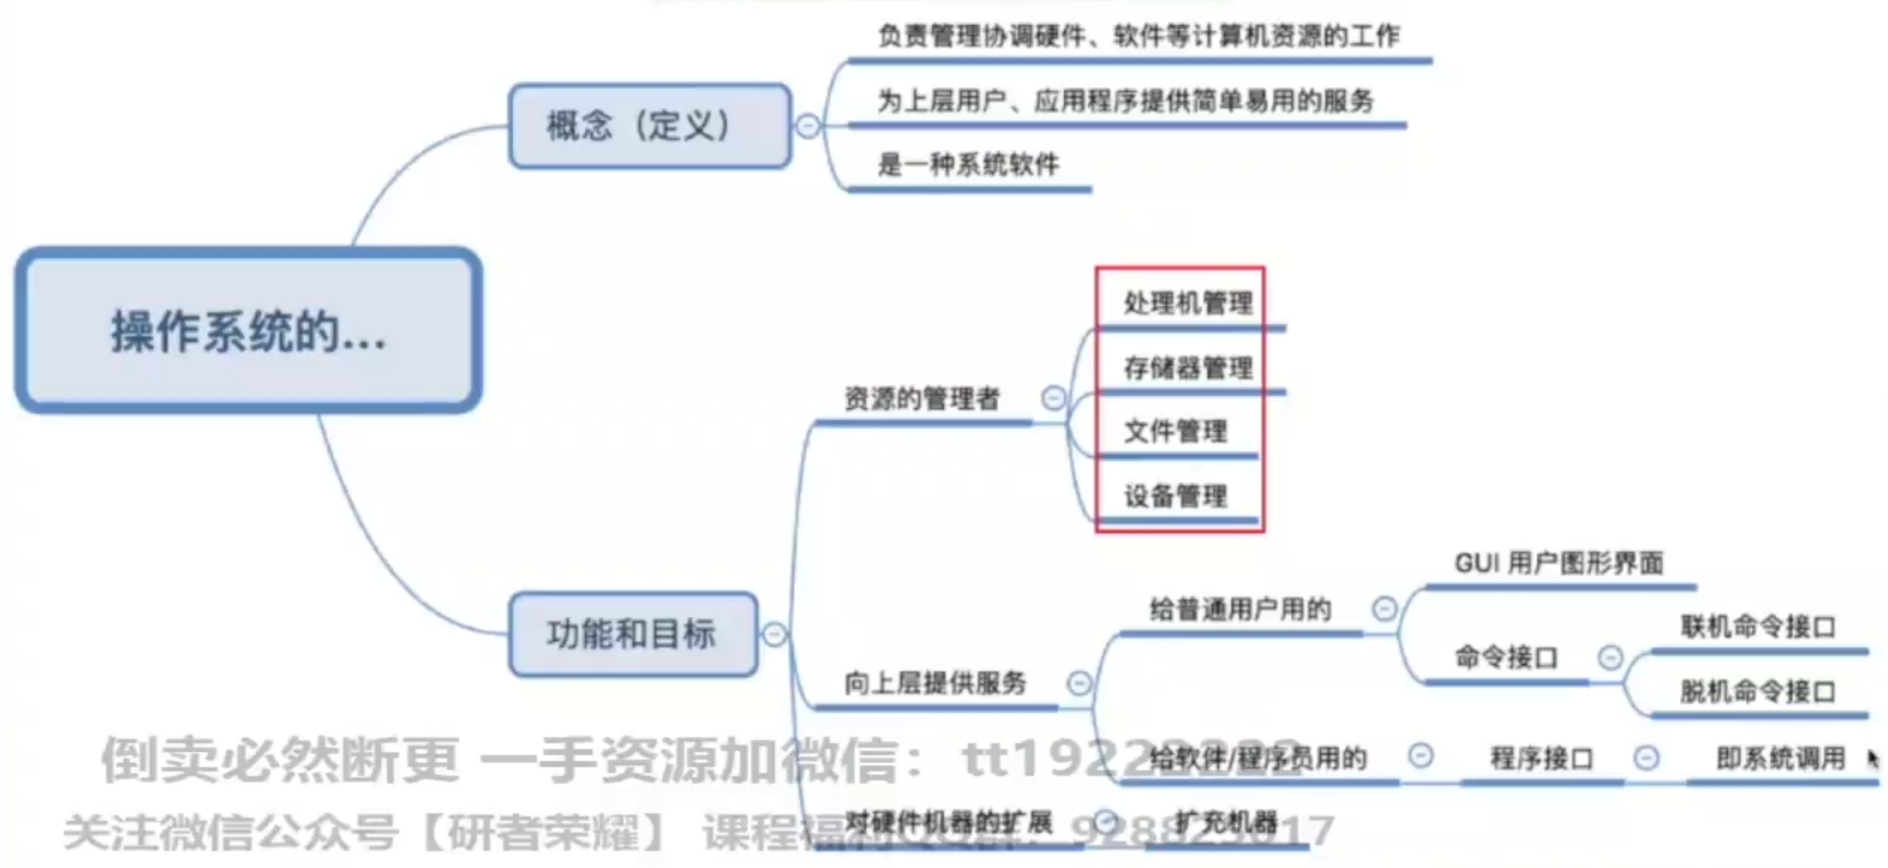 负责管理协调硬件、软件等计算机资源的工作
概念（定义）
为上层用户、应用程序提供简单易用的服务
是一种系统软件
操作系统的...
处理机管理
存储器管理
资源的管理者
文件管理
设备管理
功能和目标
GUI 用户图形界面
给普通用户用的
联机命令接口
命令接口
向上层提供服务
脱机命令接口
给软件/程序员用的
程序接口
即系统调用
对硬件机器的扩展
扩充机器
倒卖必然断更 一手资源加微信：tt19222222
关注微信公众号【研者荣耀】 课程福利QQ群：